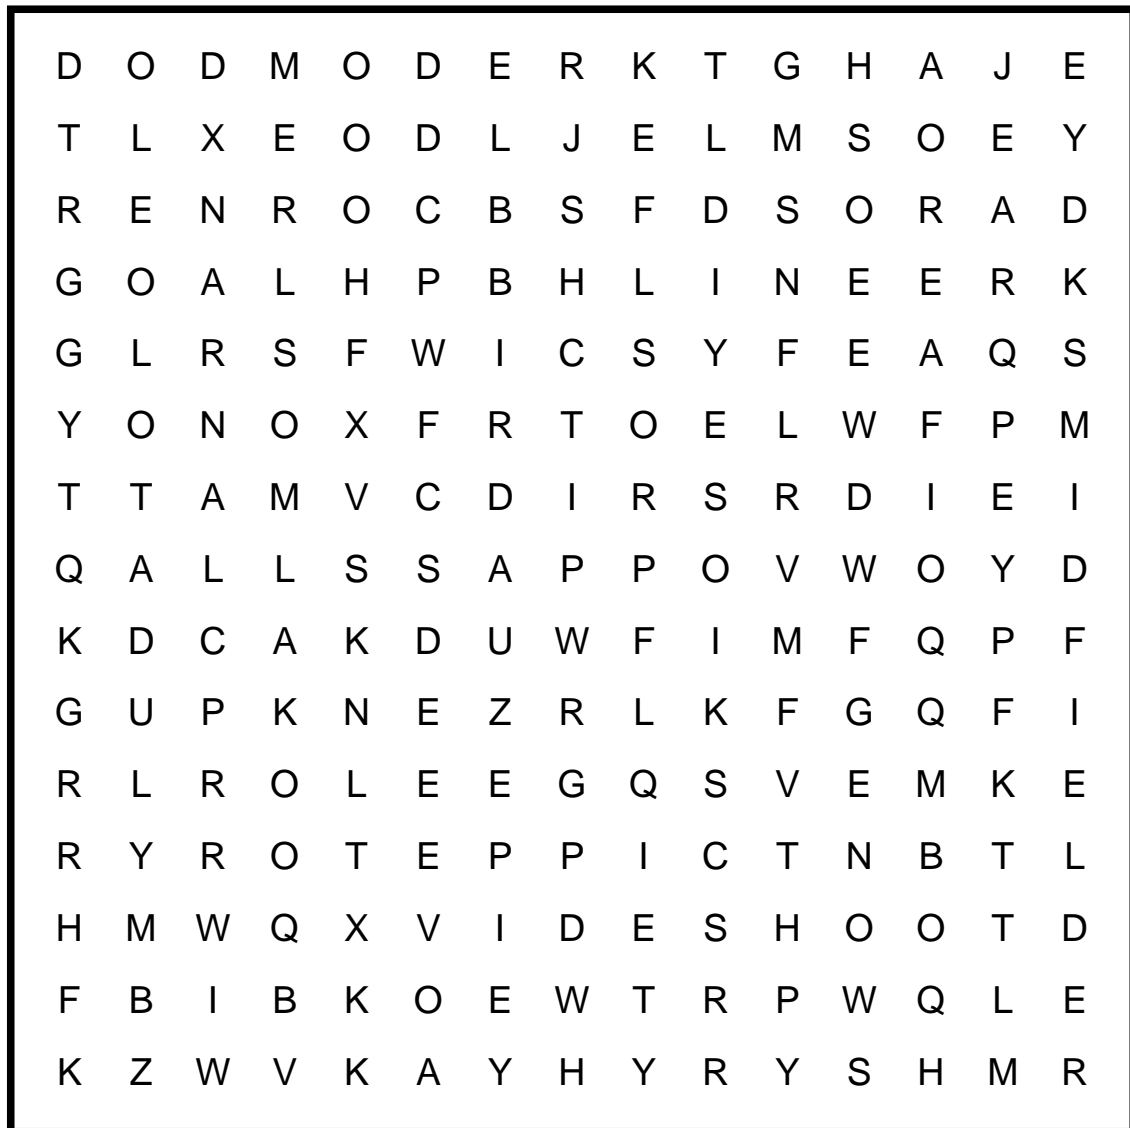 D O D M O D E R K T G H A J E
T L X E O D L J E L M S O E Y
R E N R O C B S F D S O R A D
G O A L H P B H L I N E E R K
G L R S F W I C S Y F E A Q S
Y O N O X F R T O E L W F P M
T T A M V C D I R S R D I E I
Q A L L S S A P P O V W O Y D
K D C A K D U W F I M F Q P F
G U P K N E Z R L K F G Q F I
R L R O L E E G Q S V E M K E
R Y R O T E P P I C T N B T L
H M W Q X V I D E S H O O T D
F B I B K O E W T R P W Q L E
K Z W V K A Y H Y R Y S H M R